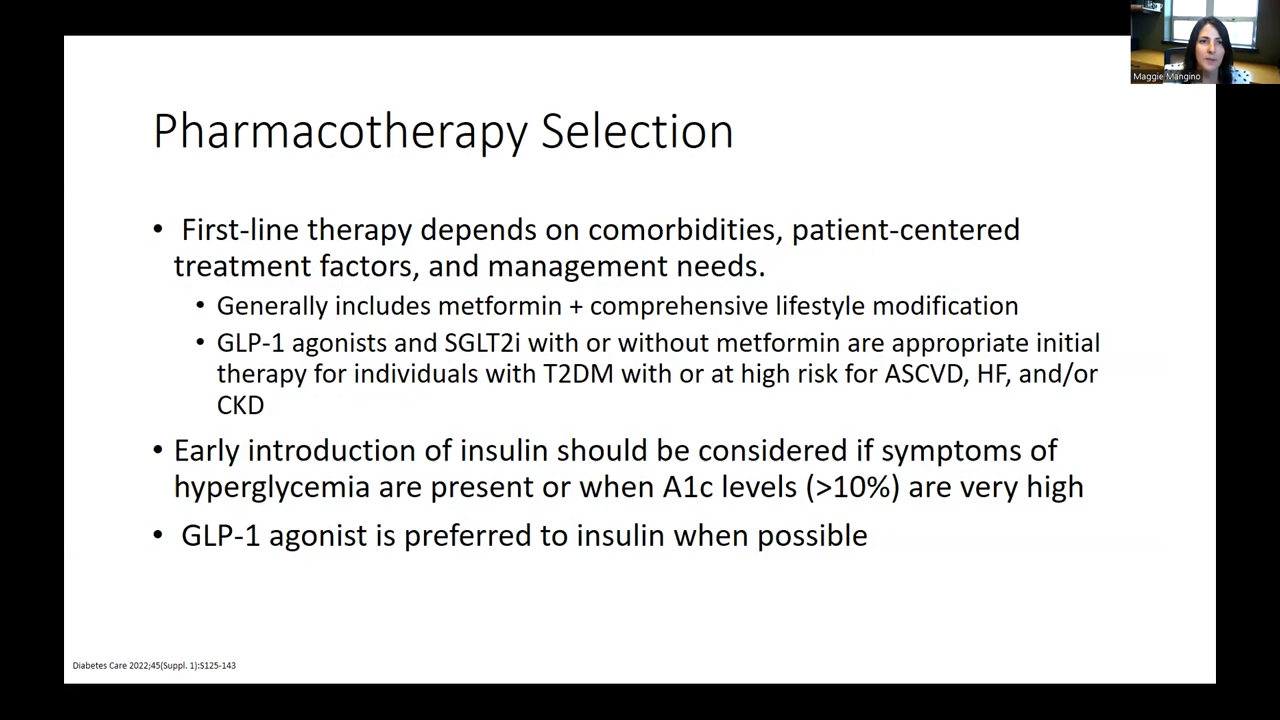 Maggie Mangino
Pharmacotherapy Selection
• First-line therapy depends on comorbidities, patient-centered
treatment factors, and management needs.
• Generally includes metformin + comprehensive lifestyle modification
• GLP-1 agonists and SGLT2i with or without metformin are appropriate initial
therapy for individuals with T2DM with or at high risk for ASCVD, HF, and/or
CKD
• Early introduction of insulin should be considered if symptoms of
hyperglycemia are present or when A1c levels (>10%) are very high
• GLP-1 agonist is preferred to insulin when possible
Diabetes Care 2022;45(Suppl. 1):S125-143